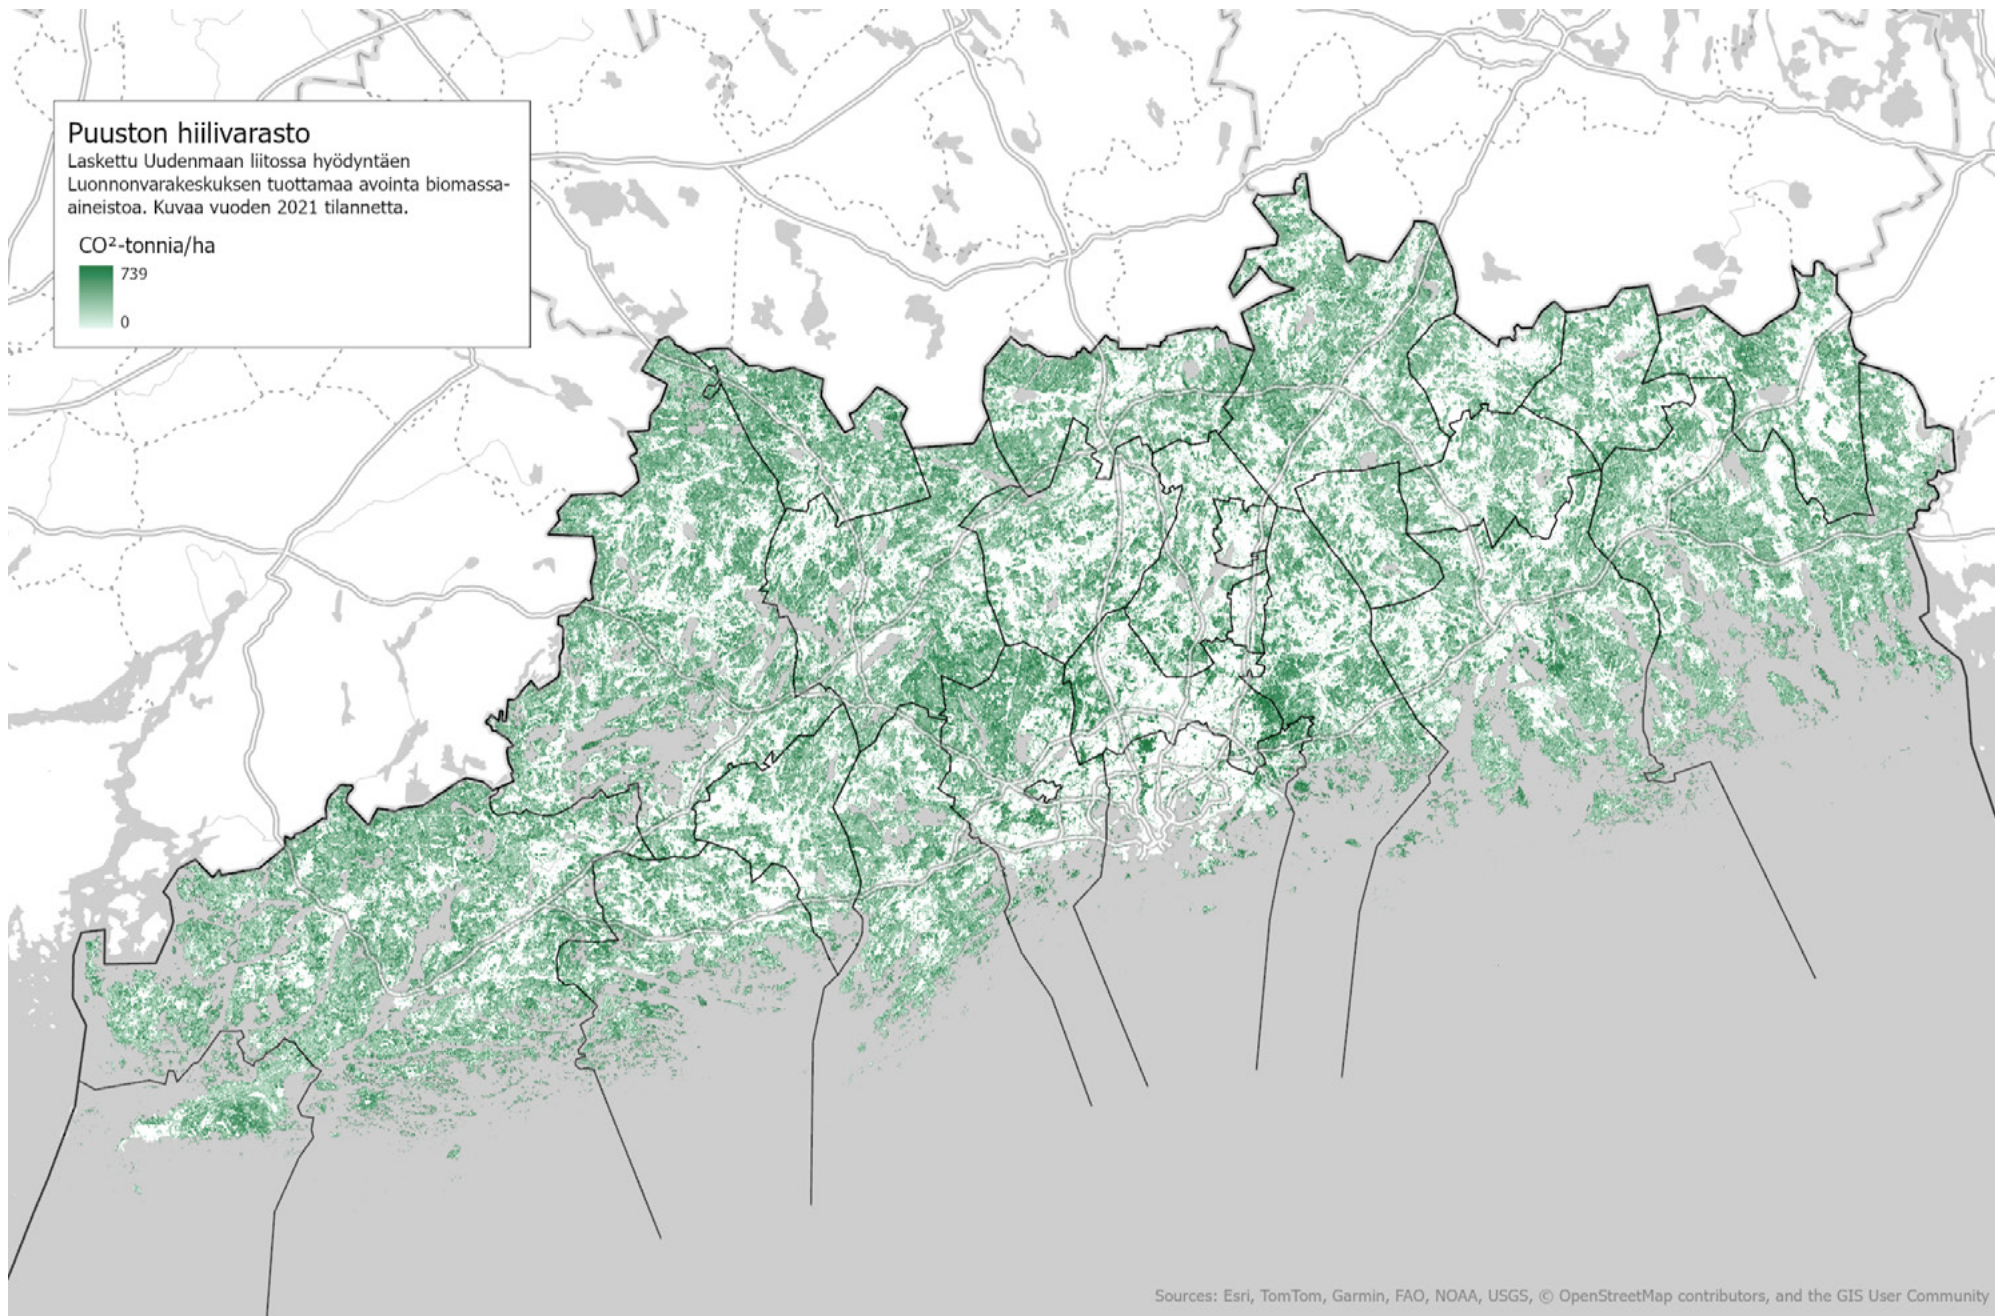 Puuston hiilivarasto
Laskettu Uudenmaan liitossa hyödyntäen
Luonnonvarakeskuksen tuottamaa avointa biomassa-
aineistoa. Kuvaa vuoden 2021 tilannetta.
CO²-tonnia/ha
739
0
Sources: Esri, TomTom, Garmin, FAO, NOAA, USGS, © OpenStreetMap contributors, and the GIS User Community